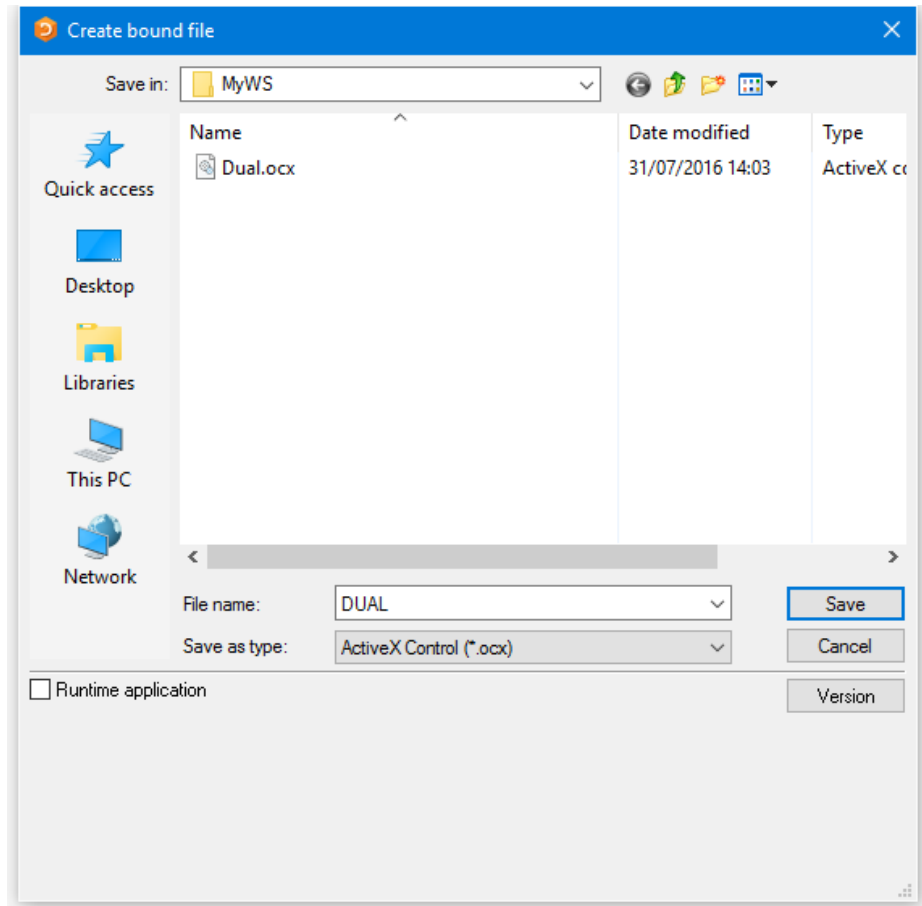 Create bound file
Save in: MyWS
Name Date modified Type
Dual.ocx 31/07/2016 14:03 ActiveX co
Quick access
Desktop
Libraries
This PC
Network
File name: DUAL Save
Save as type: ActiveX Control (*.ocx) Cancel
Runtime application Version